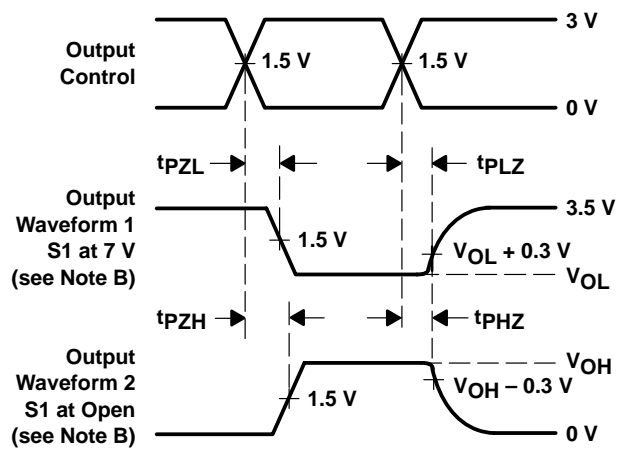 3 V
Output
Control
1.5 V
1.5 V
0 V
tPZL
tPLZ
Output
Waveform 1
S1 at 7 V
(see Note B)
3.5 V
1.5 V
VOL + 0.3 V
VOL
tPZH
tPHZ
Output
Waveform 2
S1 at Open
(see Note B)
VOH
1.5 V
VOH – 0.3 V
0 V